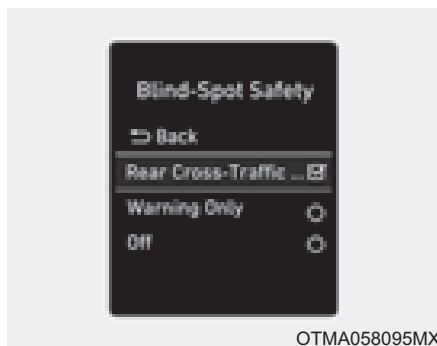 Blind-Spot Safety
Back
Rear Cross-Traffic ...
Warning Only
Off
OTMA058095MX